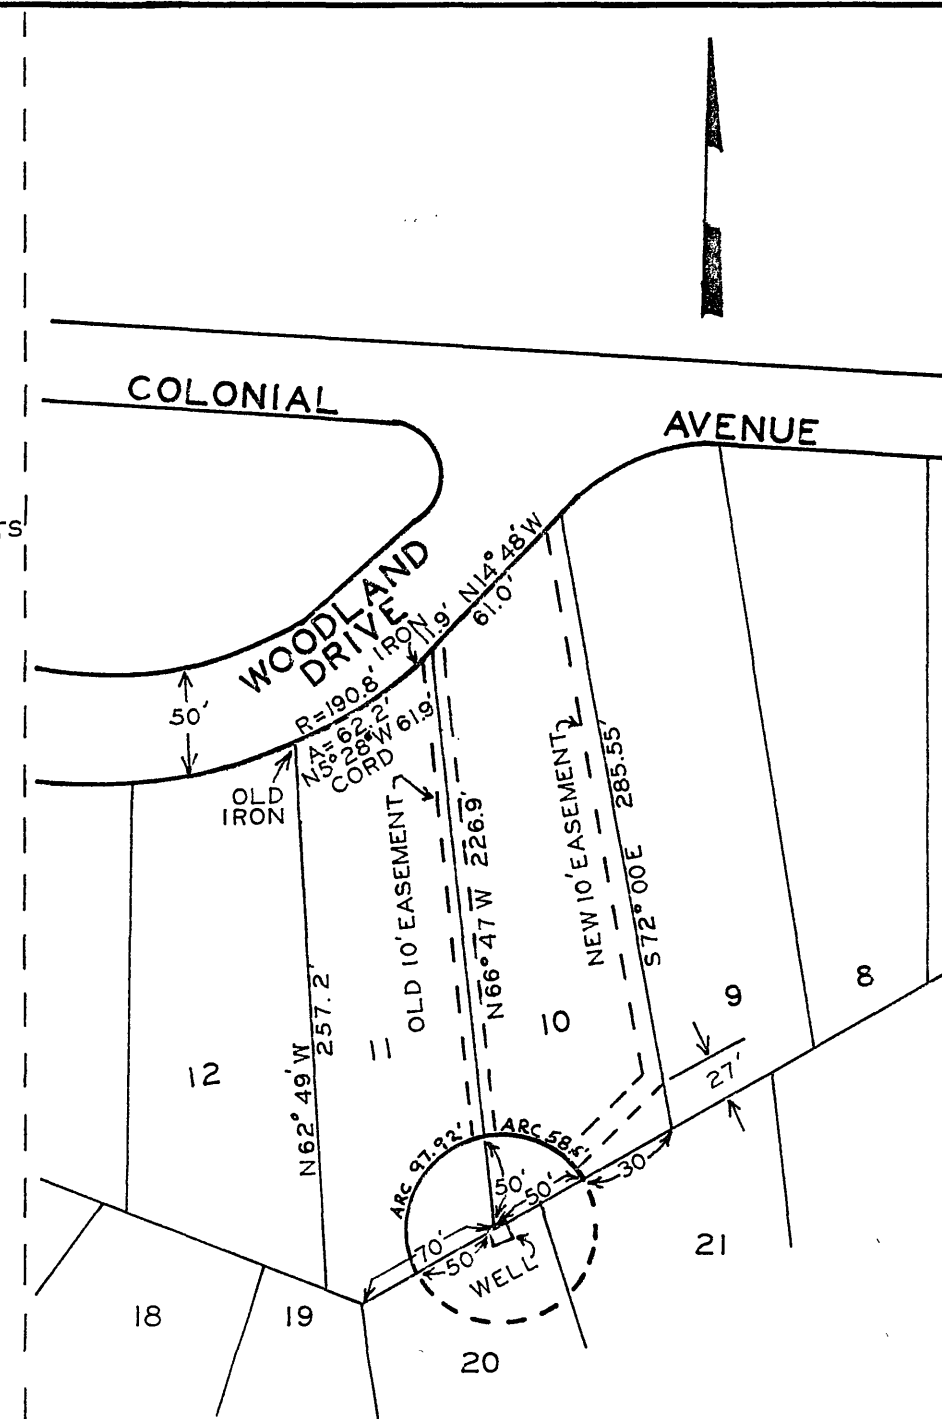 COLONIAL
AVENUE
TS
WOODLAND
DRIVE
N14° 48' W
61.0'
11.9'
IRON
50'
R=190.8'
A= 62.2'
N5° 28' W 61.9'
CORD
OLD
IRON
OLD 10' EASEMENT
N66° 47 W 226.9'
NEW 10' EASEMENT
S72° 00 E 285.55'
N62° 49' W
257.2'
12
11
10
9
8
27'
ARC 97.92'
ARC 58.6'
50'
50'
30'
70'
50'
WELL
18
19
20
21